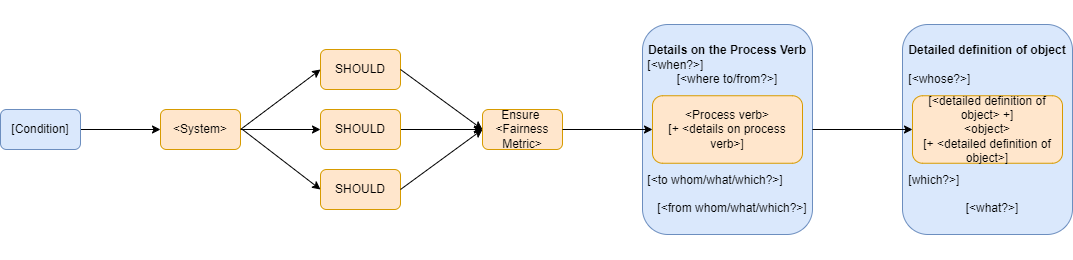 [Condition]
<System>
SHOULD
SHOULD
SHOULD
Ensure
<Fairness
Metric>
Details on the Process Verb
[<when?>]
[<where to/from?>]
<Process verb>
[+ <details on process
verb>]
[<to whom/what/which?>]
[<from whom/what/which?>]
Detailed definition of object
[<whose?>]
[<detailed definition of
object> +]
<object>
[+ <detailed definition of
object>]
[which?>]
[<what?>]